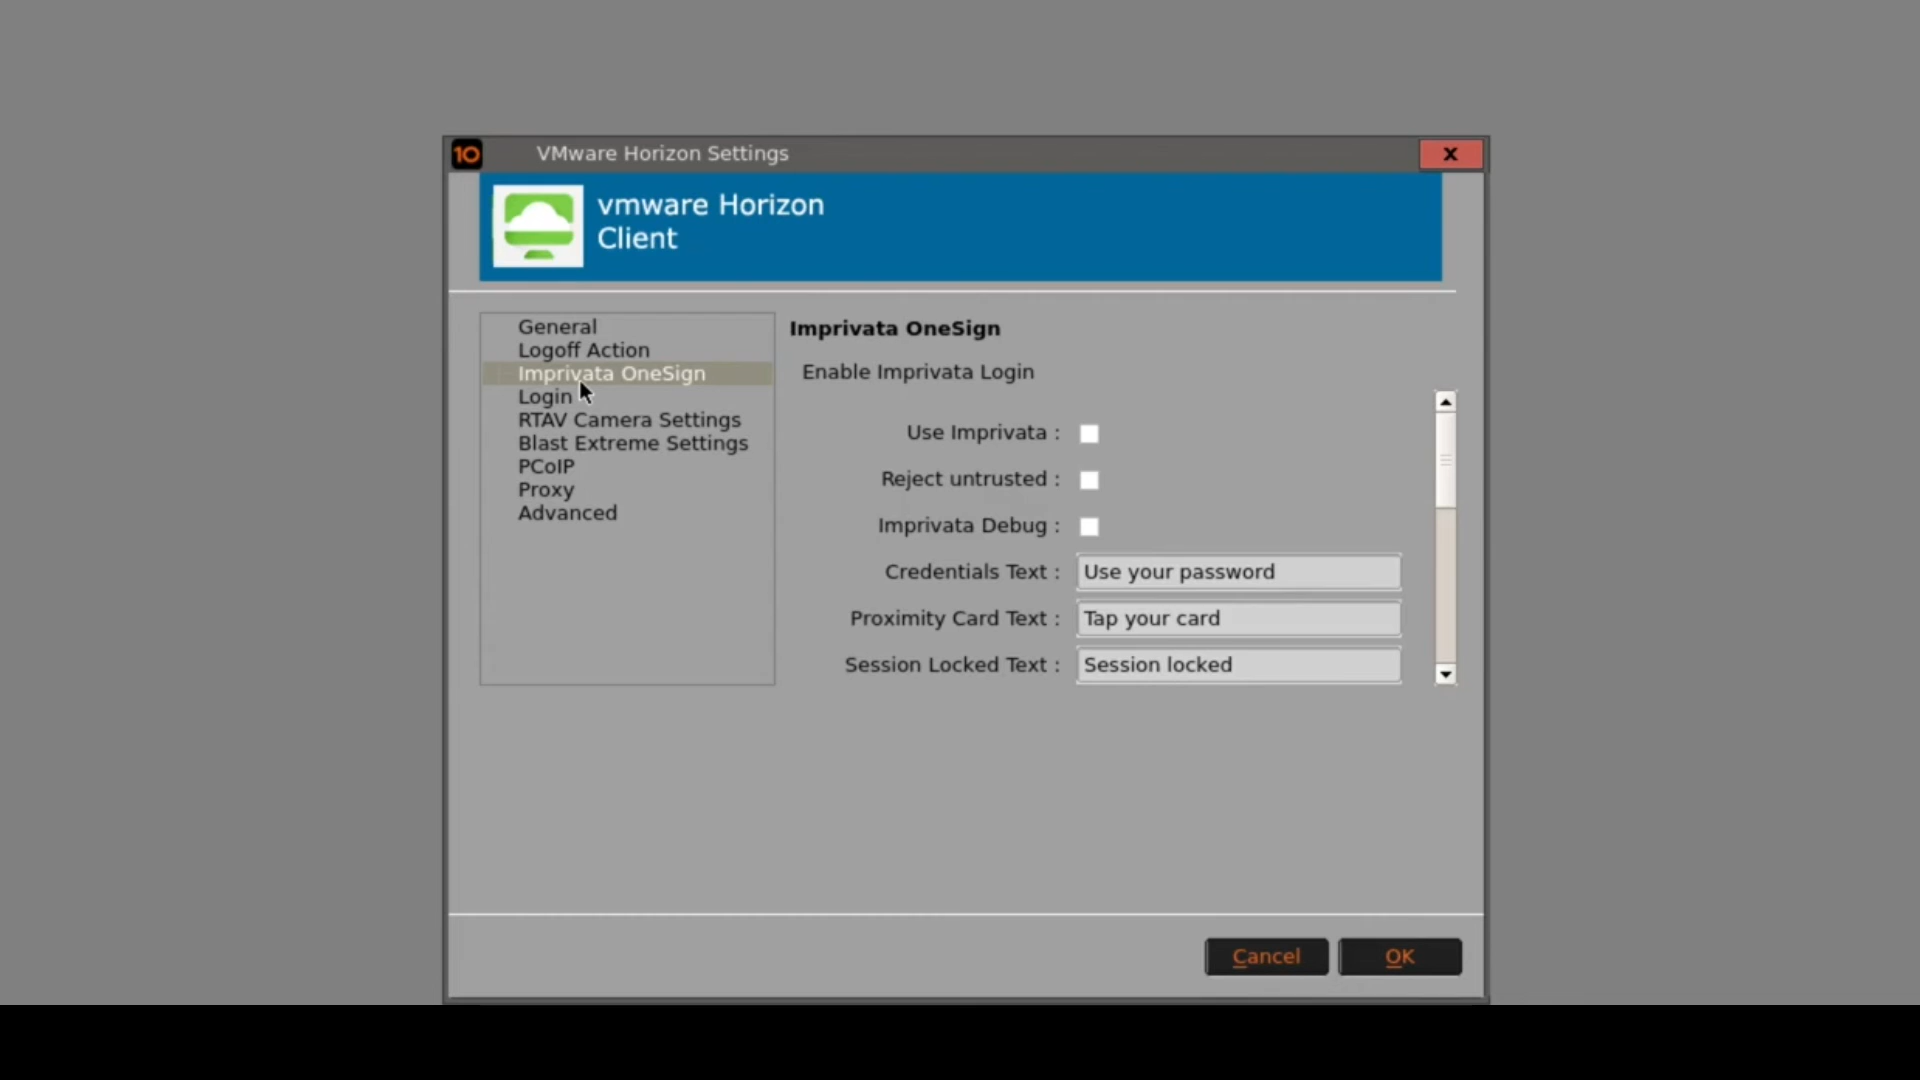 10
VMware Horizon Settings
X
vmware Horizon
Client
General
Logoff Action
Imprivata OneSign
Login
RTAV Camera Settings
Blast Extreme Settings
PCoIP
Proxy
Advanced
Imprivata OneSign
Enable Imprivata Login
Use Imprivata :
Reject untrusted :
Imprivata Debug :
Credentials Text : Use your password
Proximity Card Text : Tap your card
Session Locked Text : Session locked
Cancel OK